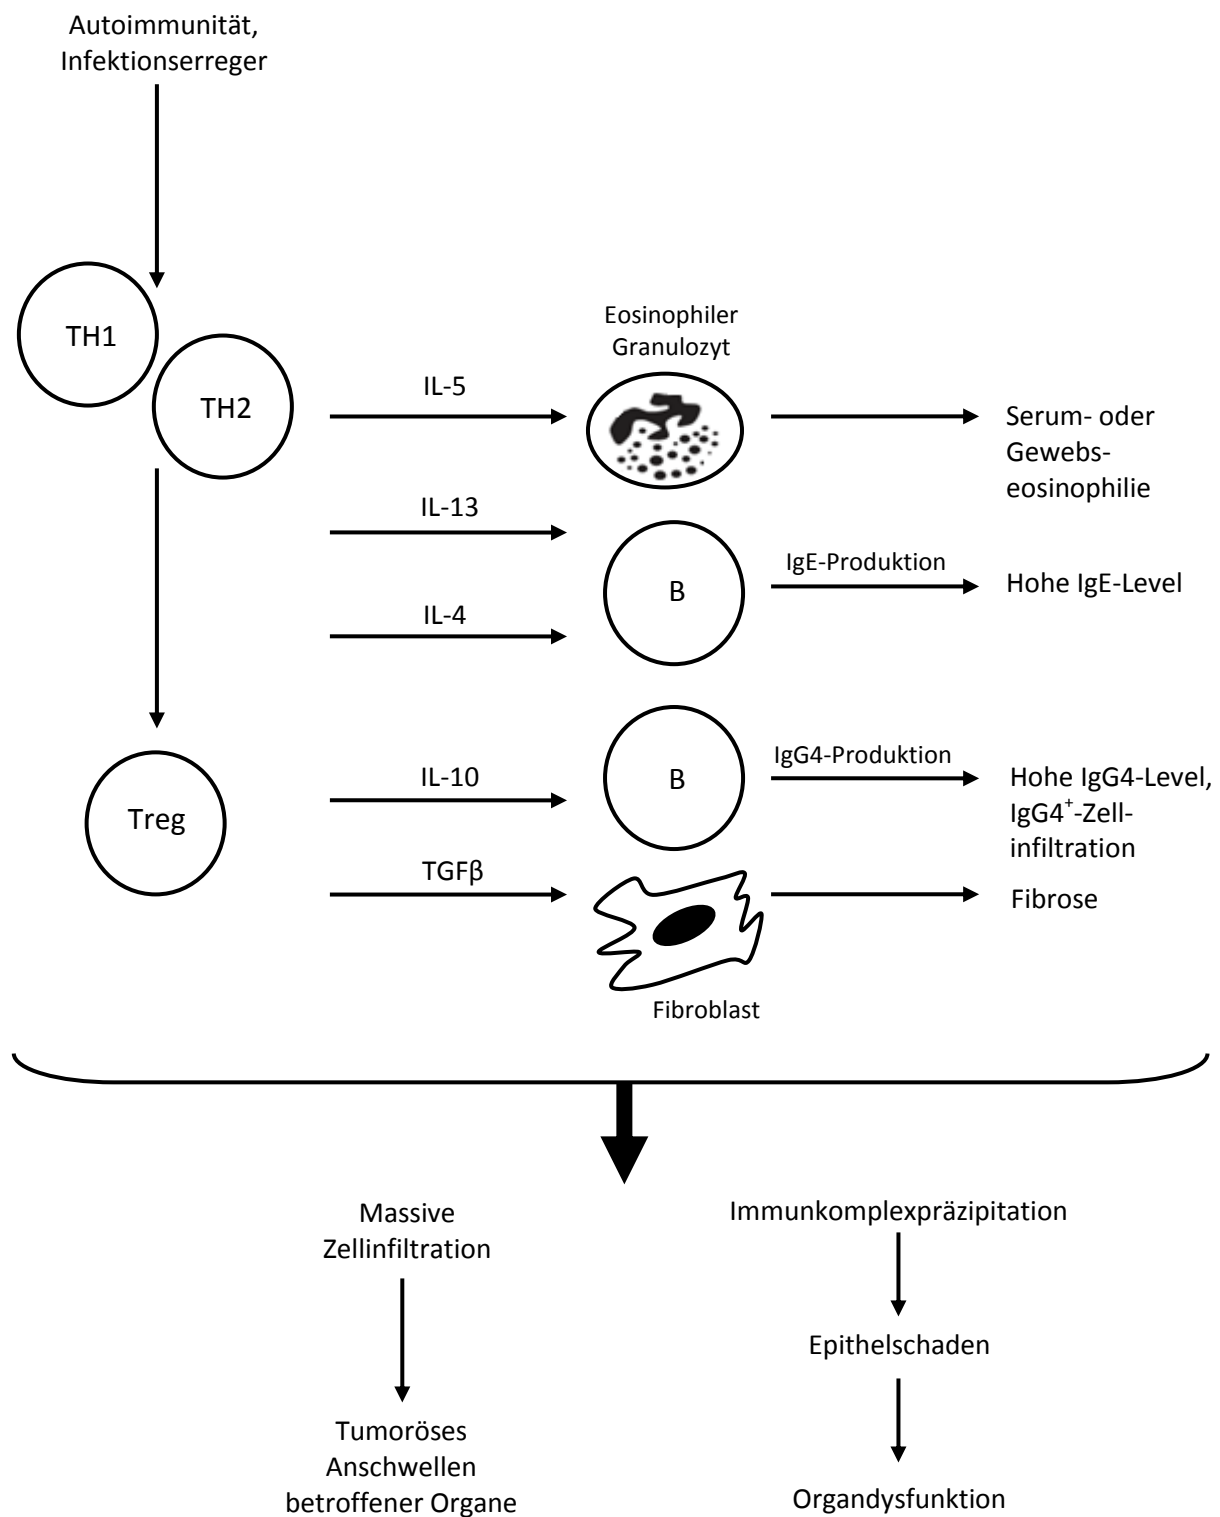 Autoimmunität,
Infektionserreger
TH1
TH2
IL-5
Eosinophiler
Granulozyt
Serum- oder
Gewebs-
eosinophilie
IL-13
IL-4
B
IgE-Produktion
Hohe IgE-Level
Treg
IL-10
B
IgG4-Produktion
Hohe IgG4-Level,
IgG4⁺-Zell-
infiltration
TGFβ
Fibroblast
Fibrose
Massive
Zellinfiltration
Tumoröses
Anschwellen
betroffener Organe
Immunkomplexpräzipitation
Epithelschaden
Organdysfunktion